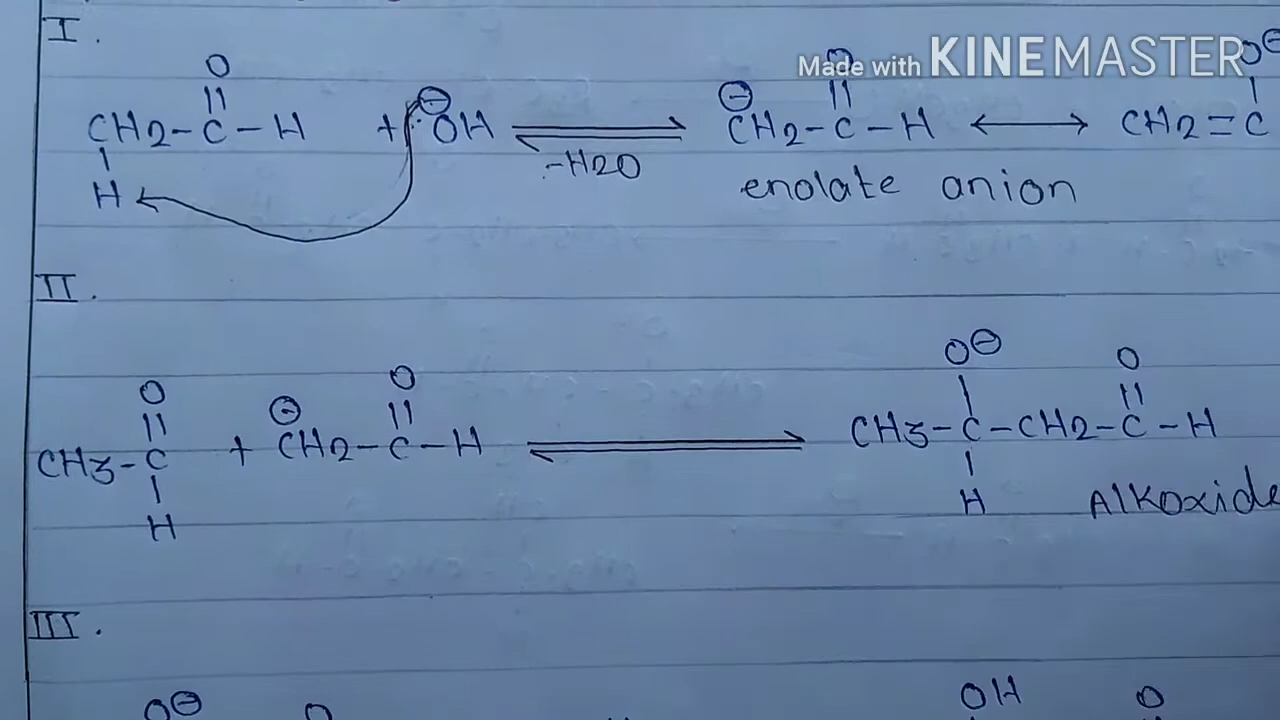 I.
O O O⊖
|| Made with KINEMASTER || |
CH2-C-H + :⊖OH ⇌ ⊖CH2-C-H ↔ CH2=C
| -H2O
H enolate anion
II.
O⊖ O
O ⊖ O | ||
|| || CH3-C-CH2-C-H
CH3-C + CH2-C-H ⇌ |
| H Alkoxide
H
III.
O⊖ O OH O